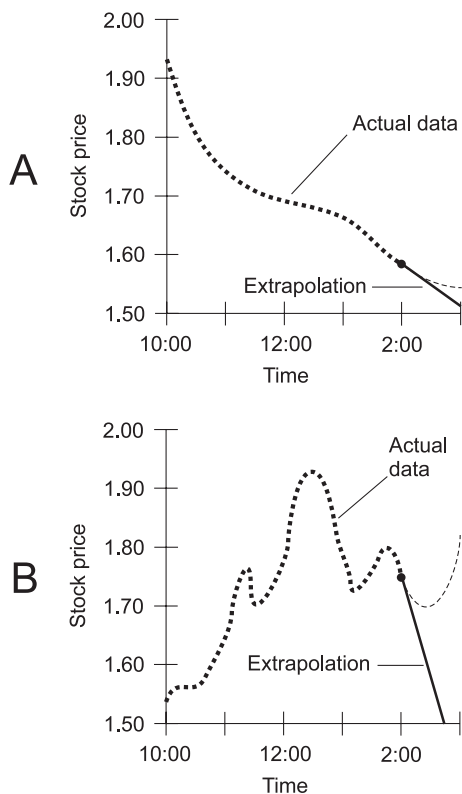 2.00
1.90
1.80
1.70
1.60
1.50
Stock price
A
Actual data
Extrapolation
10:00 12:00 2:00
Time
2.00
1.90
1.80
1.70
1.60
1.50
Stock price
B
Actual
data
Extrapolation
10:00 12:00 2:00
Time